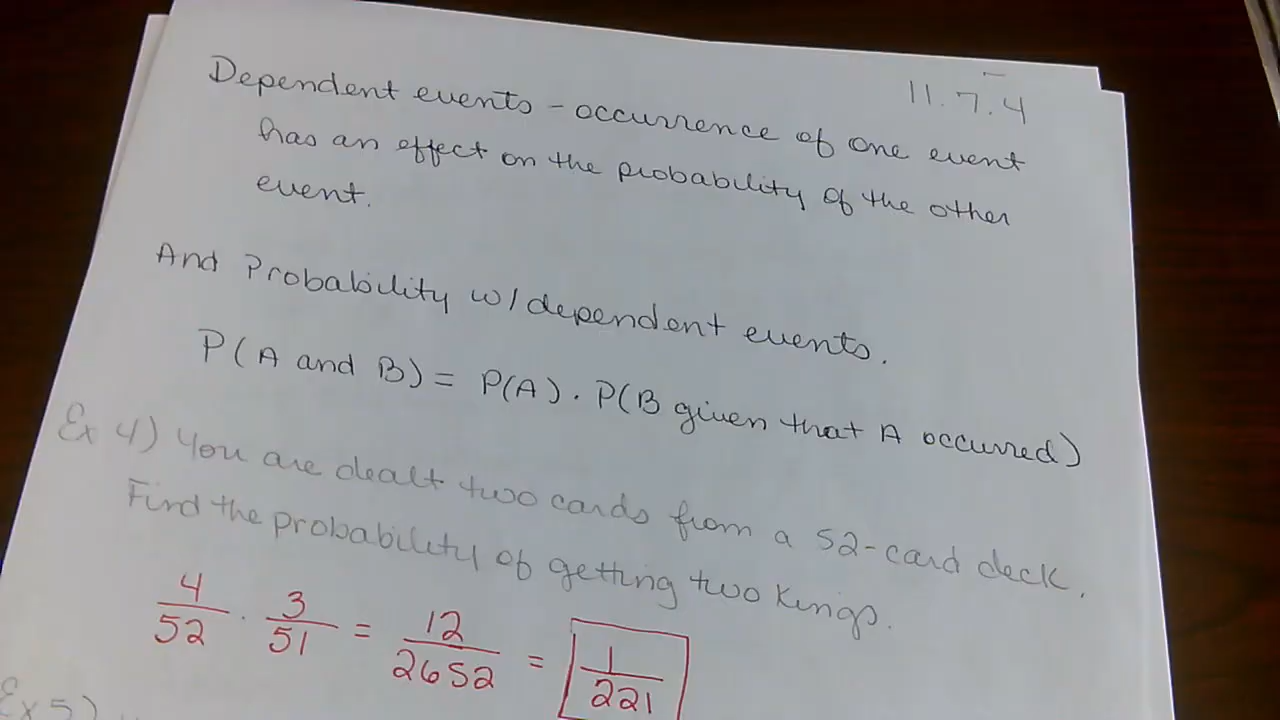 11.7.4
Dependent events - occurrence of one event
has an effect on the probability of the other
event.
And Probability w/ dependent events.
P(A and B) = P(A) · P(B given that A occurred)
Ex 4) You are dealt two cards from a 52-card deck.
Find the probability of getting two kings.
4/52 · 3/51 = 12/2652 = 1/221
Ex 5)